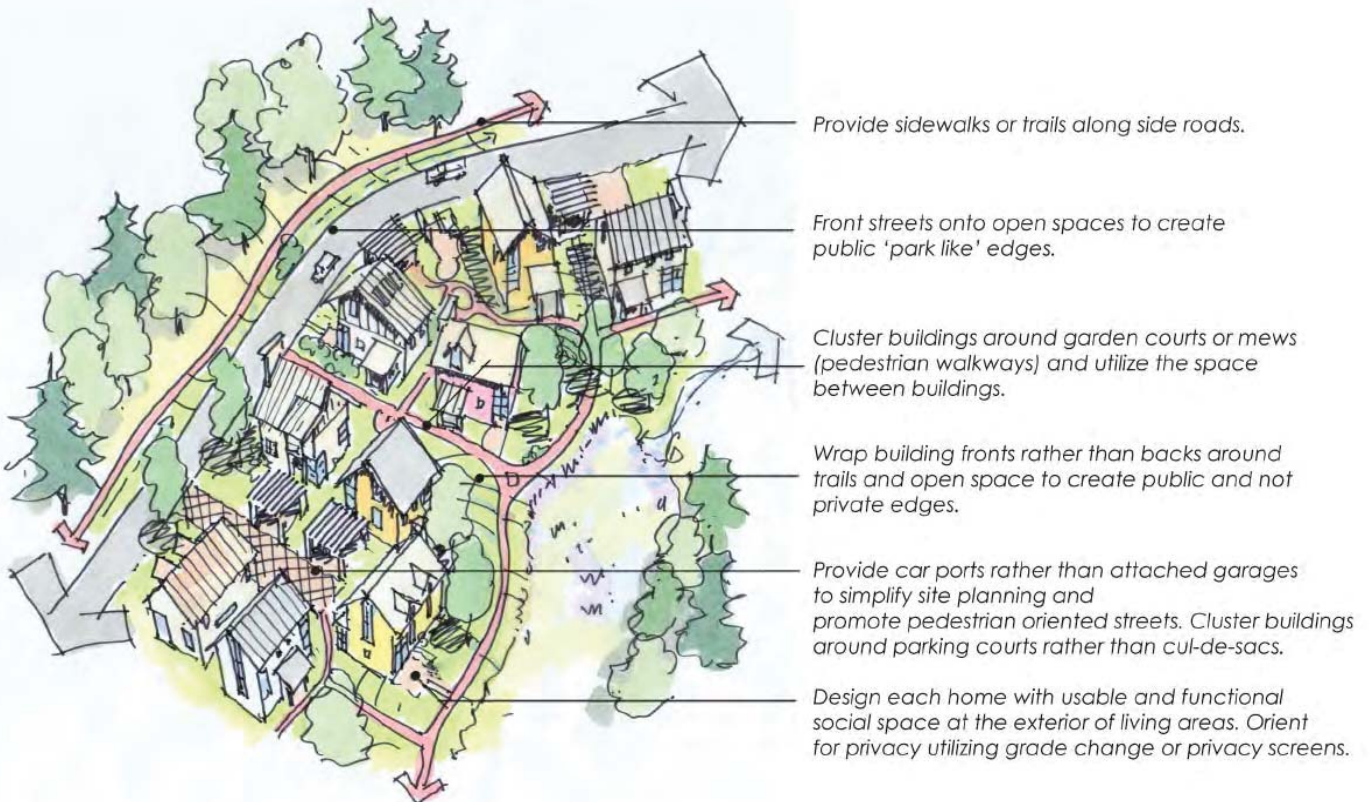 Provide sidewalks or trails along side roads.
Front streets onto open spaces to create
public ‘park like’ edges.
Cluster buildings around garden courts or mews
(pedestrian walkways) and utilize the space
between buildings.
Wrap building fronts rather than backs around
trails and open space to create public and not
private edges.
Provide car ports rather than attached garages
to simplify site planning and
promote pedestrian oriented streets. Cluster buildings
around parking courts rather than cul-de-sacs.
Design each home with usable and functional
social space at the exterior of living areas. Orient
for privacy utilizing grade change or privacy screens.